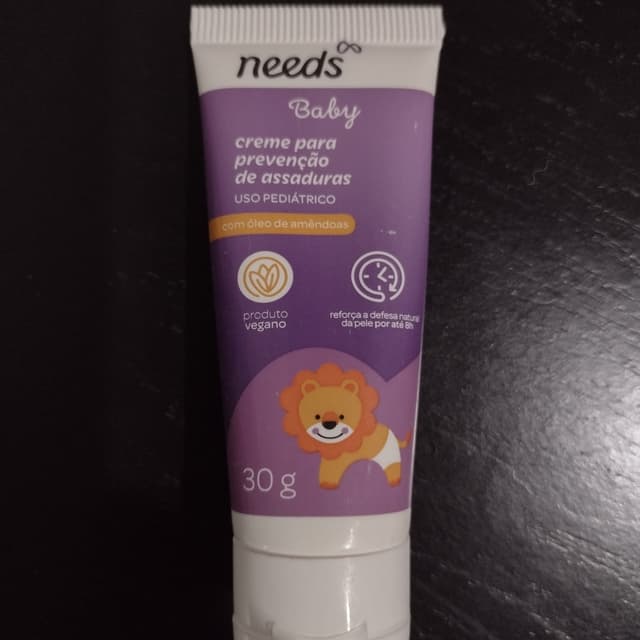 needs
Baby
creme para
prevenção
de assaduras
USO PEDIÁTRICO
com óleo de amêndoas
produto
vegano
reforça a defesa natural
da pele por até 8h
30 g